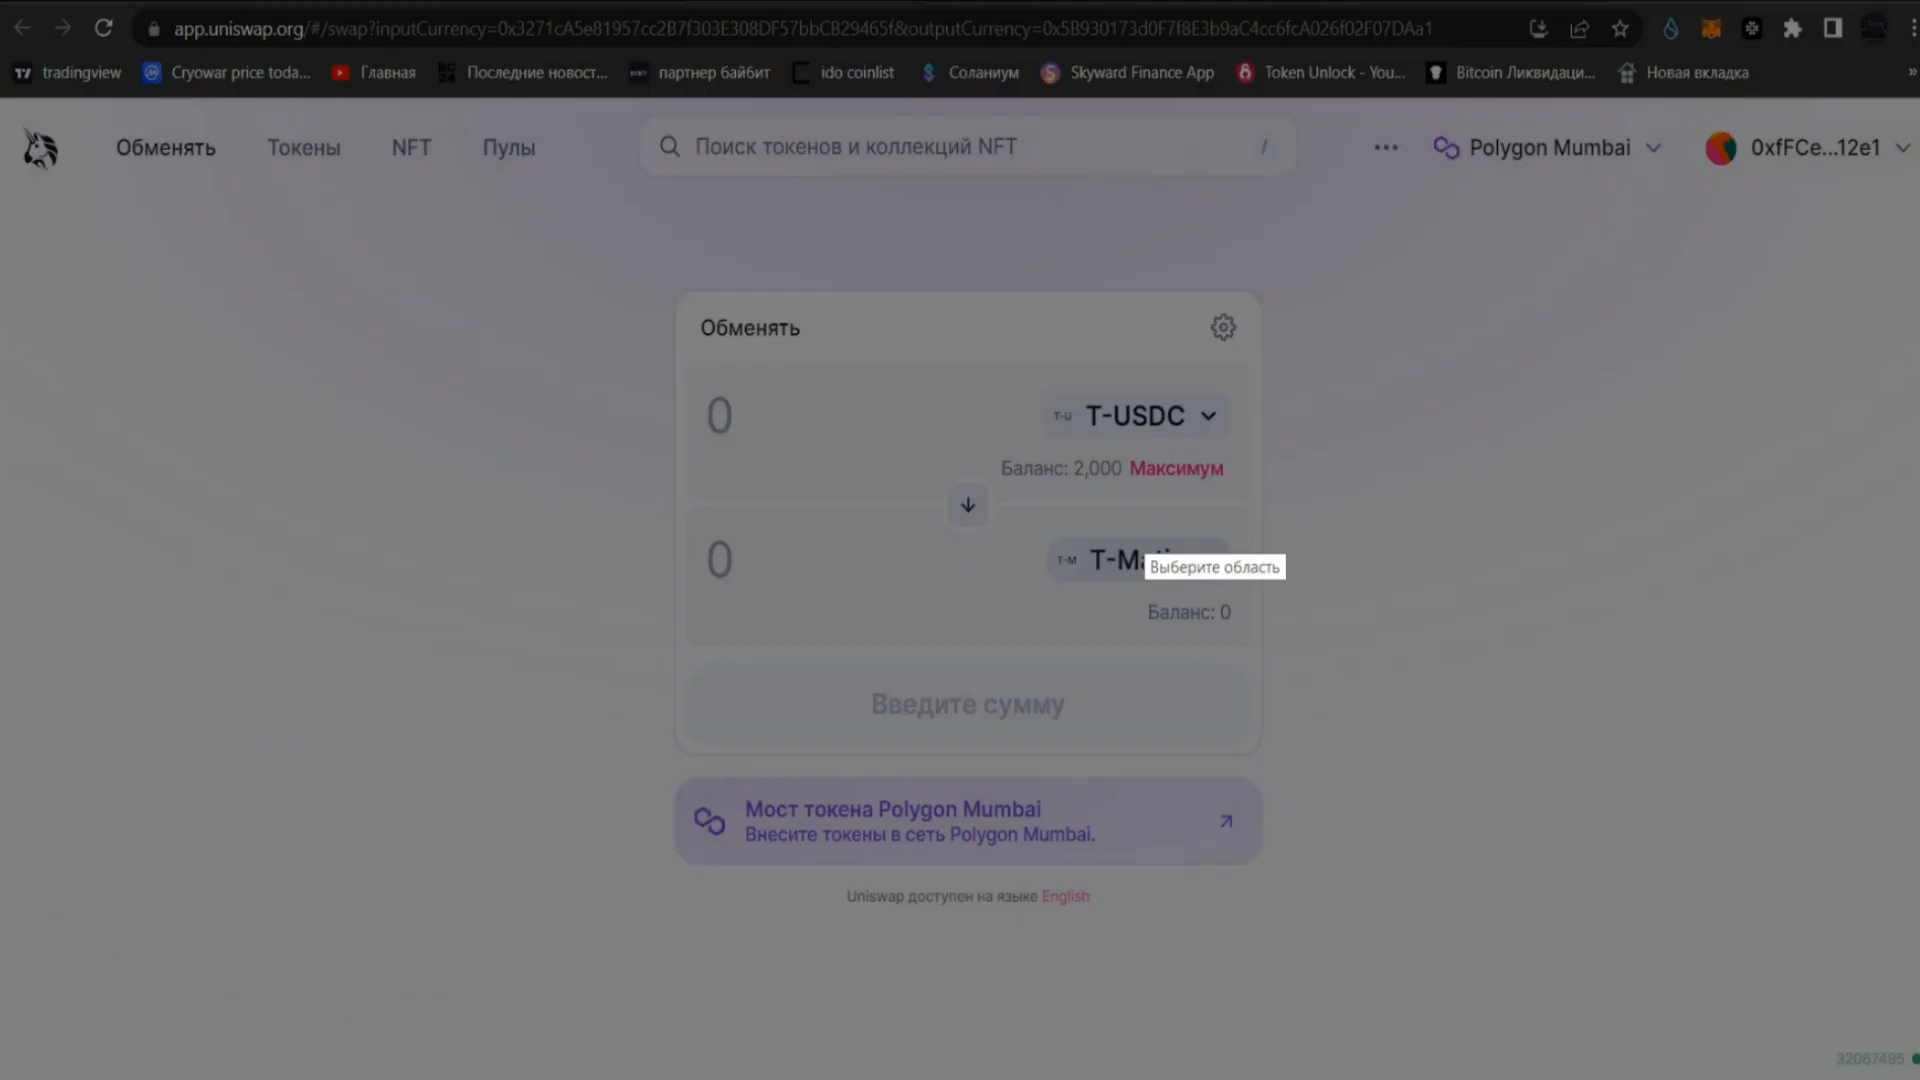 app.uniswap.org/#/swap?inputCurrency=0x3271cA5e81957cc2B7f303E308DF57bbCB29465f&outputCurrency=0x5B930173d0F7f8E3b9aC4cc6fcA026f02F07DAa1
tradingview Cryowar price toda... Главная Последние новост... партнер байбит ido coinlist Соланиум Skyward Finance App Token Unlock - You... Bitcoin Ликвидаци... Новая вкладка »
Обменять Токены NFT Пулы Поиск токенов и коллекций NFT / ... Polygon Mumbai 0xfFCe...12e1
Обменять
0 T-U T-USDC
Баланс: 2,000 Максимум
0 T-M
Выберите область
Баланс: 0
Введите сумму
Мост токена Polygon Mumbai
Внесите токены в сеть Polygon Mumbai.
Uniswap доступен на языке English
32067495